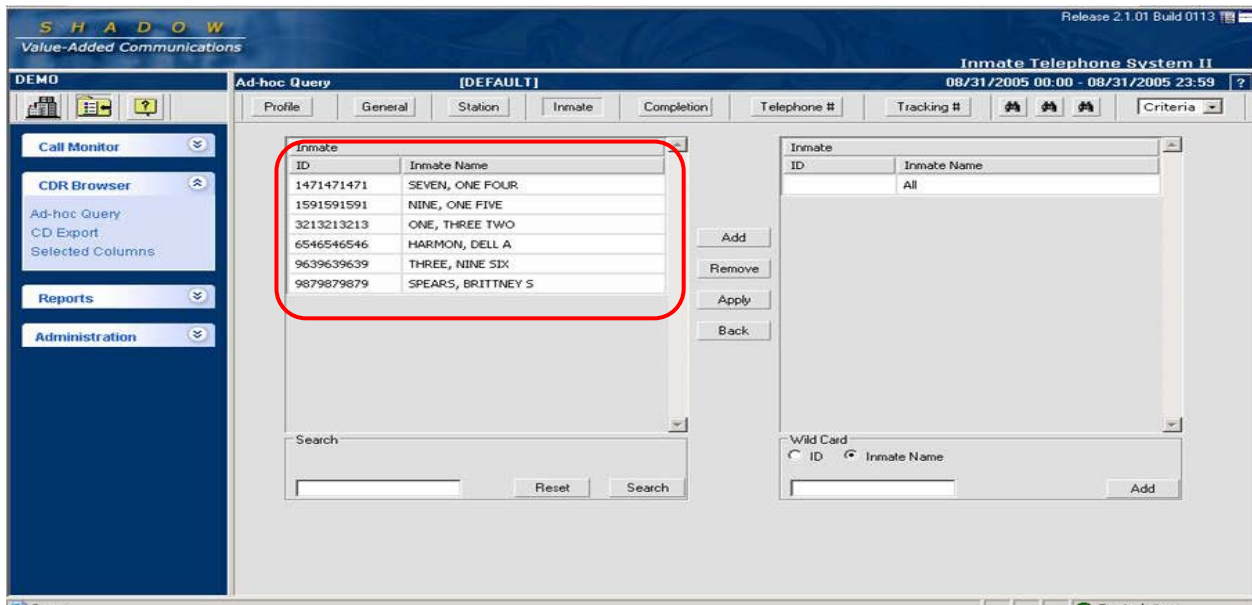 S H A D O W
Value-Added Communications
Release 2.1.01 Build 0113
Inmate Telephone System II
DEMO
Ad-hoc Query [DEFAULT] 08/31/2005 00:00 - 08/31/2005 23:59 ?
Profile General Station Inmate Completion Telephone # Tracking # Criteria
Call Monitor
CDR Browser
Ad-hoc Query
CD Export
Selected Columns
Reports
Administration
Inmate
ID Inmate Name
1471471471 SEVEN, ONE FOUR
1591591591 NINE, ONE FIVE
3213213213 ONE, THREE TWO
6546546546 HARMON, DELL A
9639639639 THREE, NINE SIX
9879879879 SPEARS, BRITTNEY S
Add
Remove
Apply
Back
Inmate
ID Inmate Name
All
Search
Reset Search
Wild Card
ID Inmate Name
Add